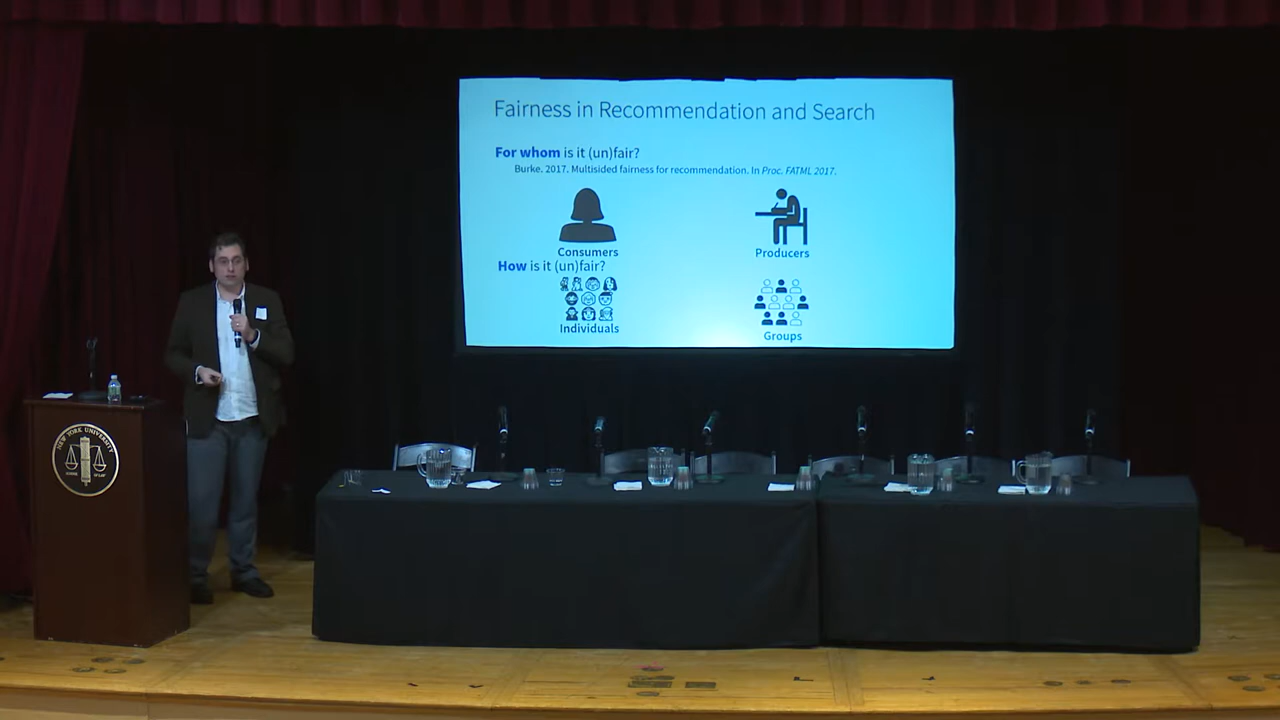 Fairness in Recommendation and Search
For whom is it (un)fair?
Burke. 2017. Multisided fairness for recommendation. In Proc. FATML 2017.
Consumers
Producers
How is it (un)fair?
Individuals
Groups
NEW YORK UNIVERSITY